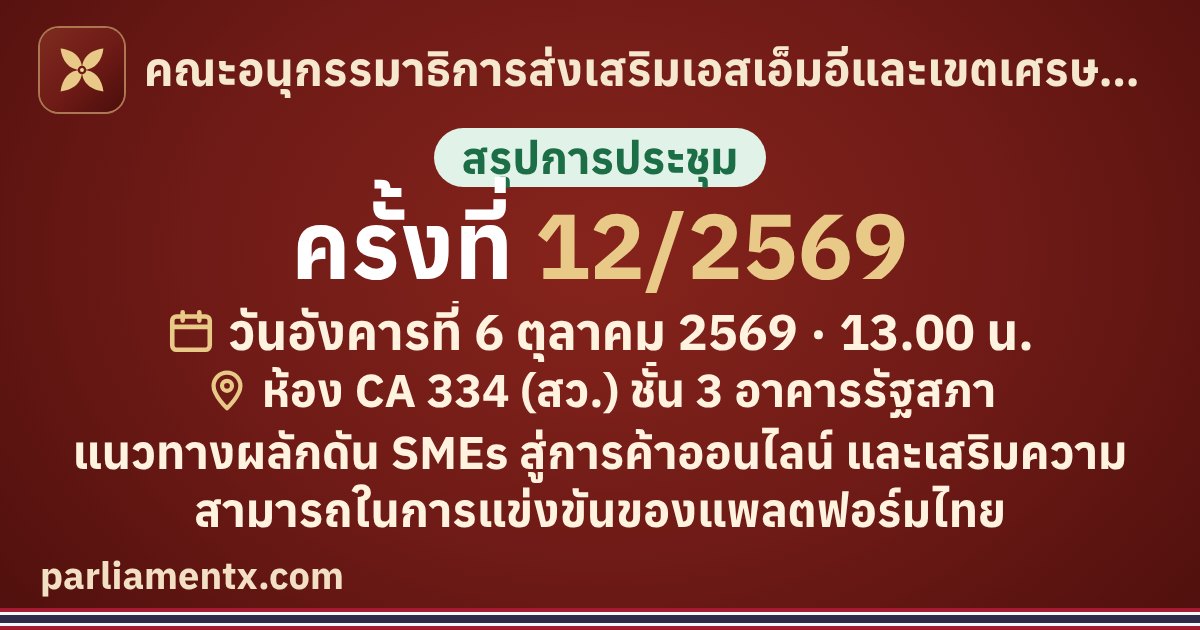 คณะอนุกรรมาธิการส่งเสริมเอสเอ็มอีและเขตเศรษ...
สรุปการประชุม
ครั้งที่ 12/2569
วันอังคารที่ 6 ตุลาคม 2569 · 13.00 น.
ห้อง CA 334 (สว.) ชั้น 3 อาคารรัฐสภา
แนวทางผลักดัน SMEs สู่การค้าออนไลน์ และเสริมความ
สามารถในการแข่งขันของแพลตฟอร์มไทย
parliamentx.com